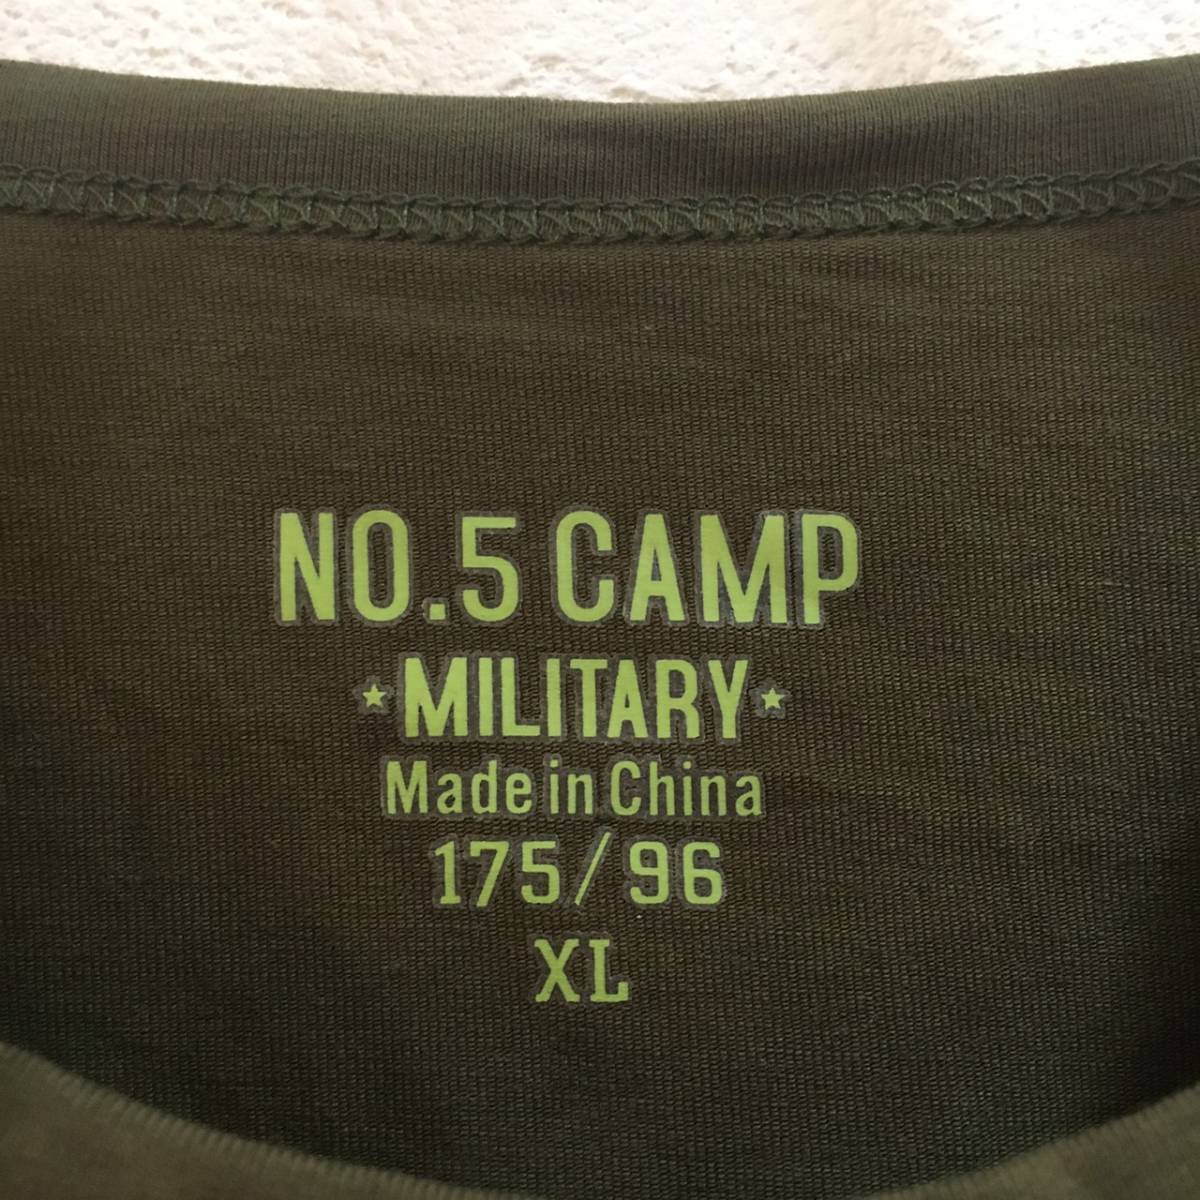 NO.5 CAMP
★MILITARY★
Made in China
175/96
XL